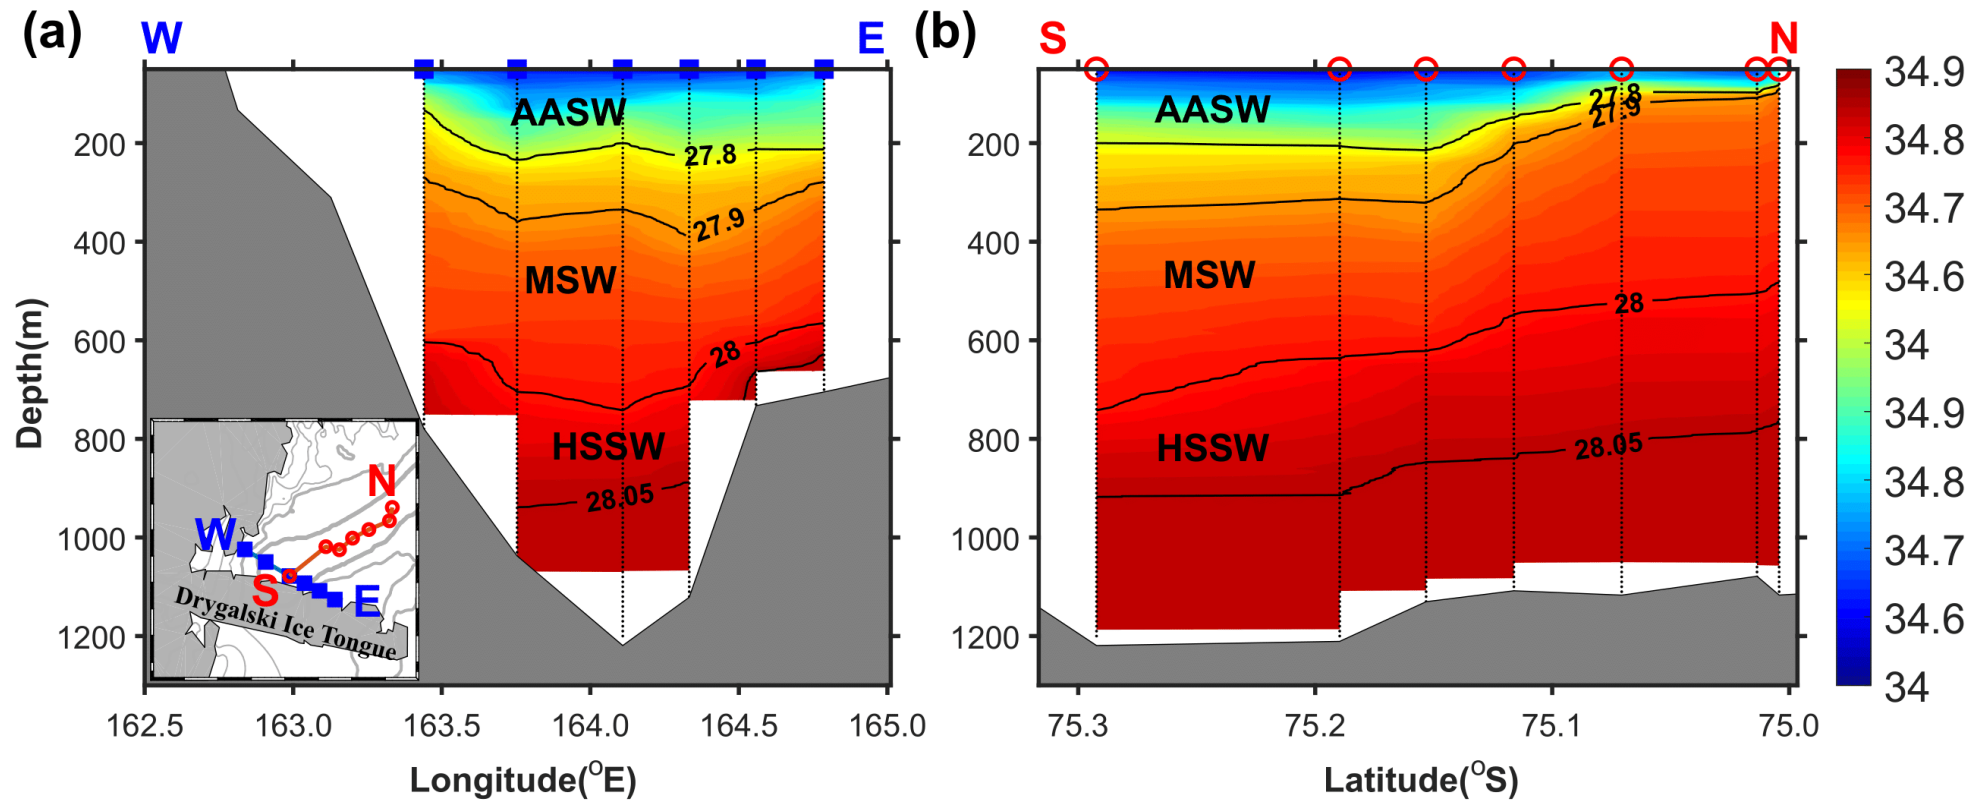 (a) W E
(b) S N
AASW
27.8
27.9
MSW
28
HSSW
28.05
AASW
27.8
27.9
MSW
28
HSSW
28.05
W
N
S
E
Drygalski Ice Tongue
Depth(m)
200
400
600
800
1000
1200
162.5 163.0 163.5 164.0 164.5 165.0
Longitude(°E)
200
400
600
800
1000
1200
75.3 75.2 75.1 75.0
Latitude(°S)
34.9
34.8
34.7
34.6
34
34.9
34.8
34.7
34.6
34